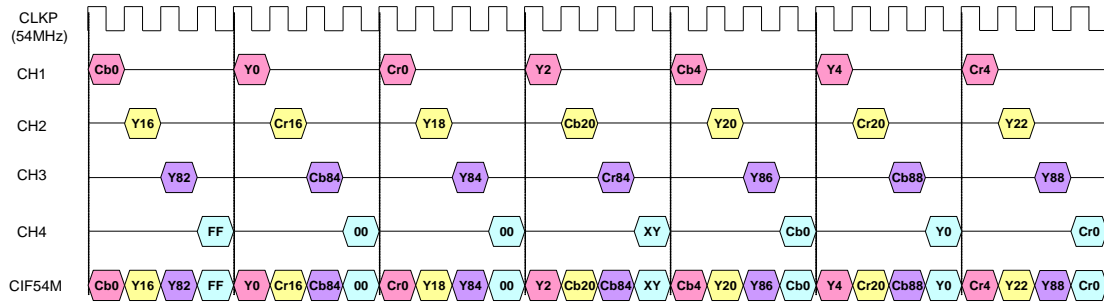 CLKP
(54MHz)
CH1 Cb0 Y0 Cr0 Y2 Cb4 Y4 Cr4
CH2 Y16 Cr16 Y18 Cb20 Y20 Cr20 Y22
CH3 Y82 Cb84 Y84 Cr84 Y86 Cb88 Y88
CH4 FF 00 00 XY Cb0 Y0 Cr0
CIF54M Cb0 Y16 Y82 FF Y0 Cr16 Cb84 00 Cr0 Y18 Y84 00 Y2 Cb20 Cb84 XY Cb4 Y20 Y86 Cb0 Y4 Cr20 Cb88 Y0 Cr4 Y22 Y88 Cr0